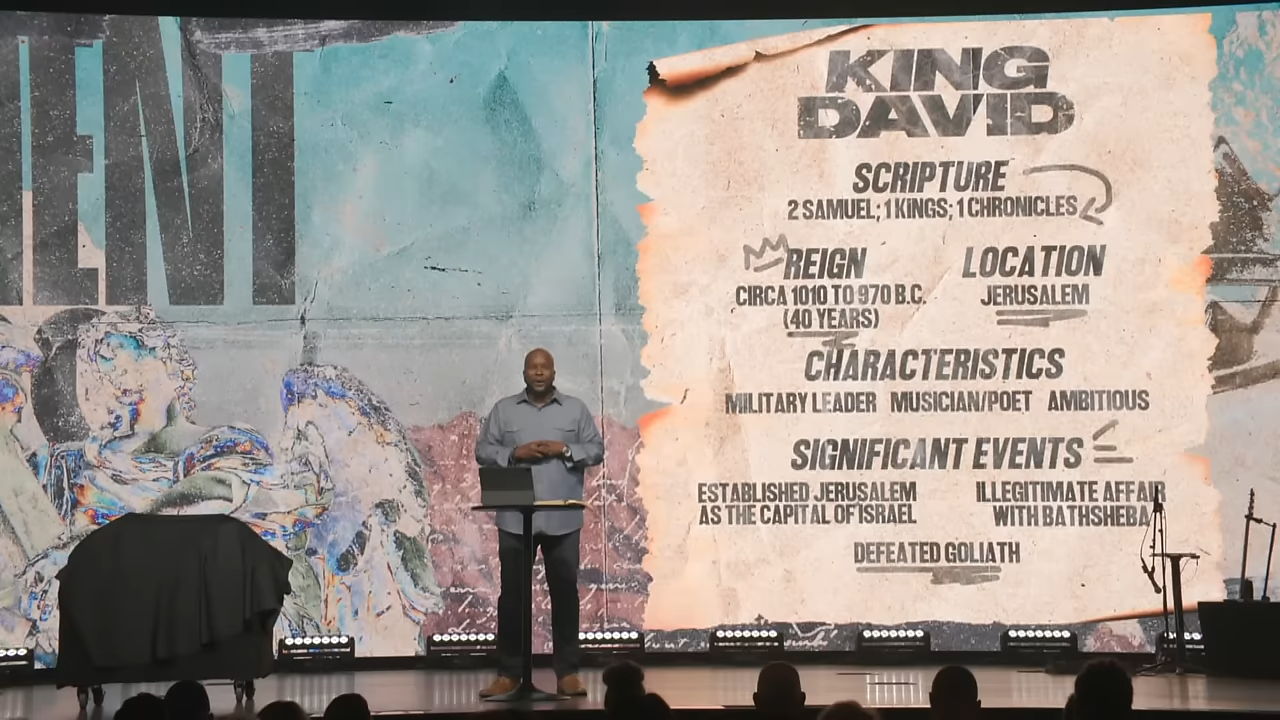 ENT
KING
DAVID
SCRIPTURE
2 SAMUEL; 1 KINGS; 1 CHRONICLES
REIGN
CIRCA 1010 TO 970 B.C.
(40 YEARS)
LOCATION
JERUSALEM
CHARACTERISTICS
MILITARY LEADER MUSICIAN/POET AMBITIOUS
SIGNIFICANT EVENTS
ESTABLISHED JERUSALEM
AS THE CAPITAL OF ISRAEL
ILLEGITIMATE AFFAIR
WITH BATHSHEBA
DEFEATED GOLIATH